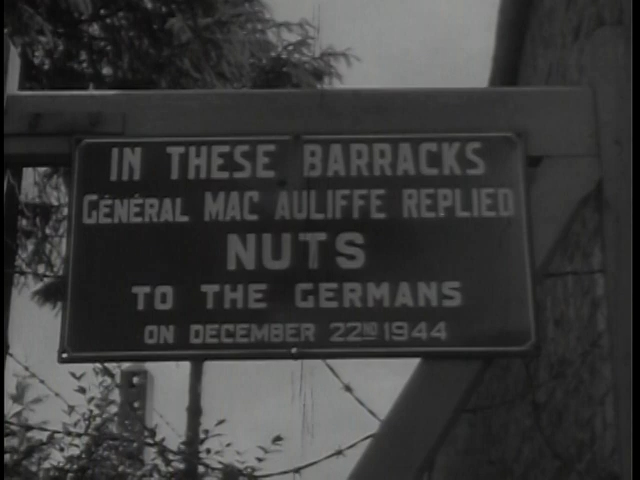 IN THESE BARRACKS
GÉNÉRAL MAC AULIFFE REPLIED
NUTS
TO THE GERMANS
ON DECEMBER 22ND 1944